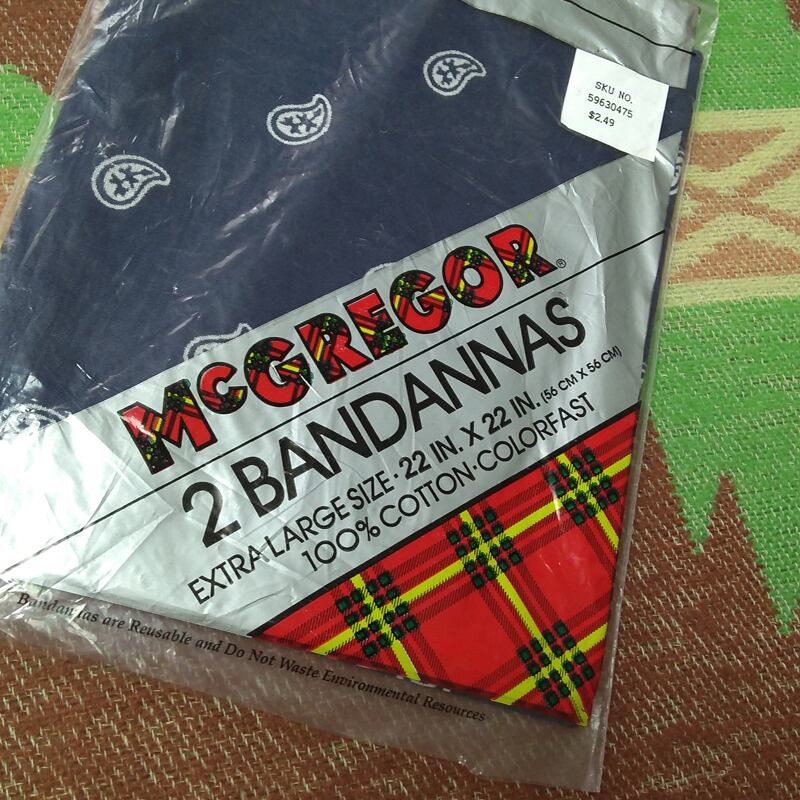 SKU NO.
59630475
$2.49
McGREGOR®
2 BANDANNAS
EXTRA-LARGE SIZE · 22 IN. X 22 IN. (56 CM X 56 CM)
100% COTTON · COLORFAST
Bandannas are Reusable and Do Not Waste Environmental Resources